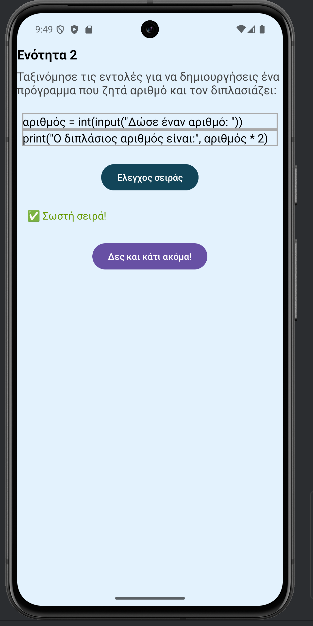 9:49
Ενότητα 2
Ταξινόμησε τις εντολές για να δημιουργήσεις ένα
πρόγραμμα που ζητά αριθμό και τον διπλασιάζει:
αριθμός = int(input("Δώσε έναν αριθμό: "))
print("Ο διπλάσιος αριθμός είναι:", αριθμός * 2)
Έλεγχος σειράς
✅ Σωστή σειρά!
Δες και κάτι ακόμα!